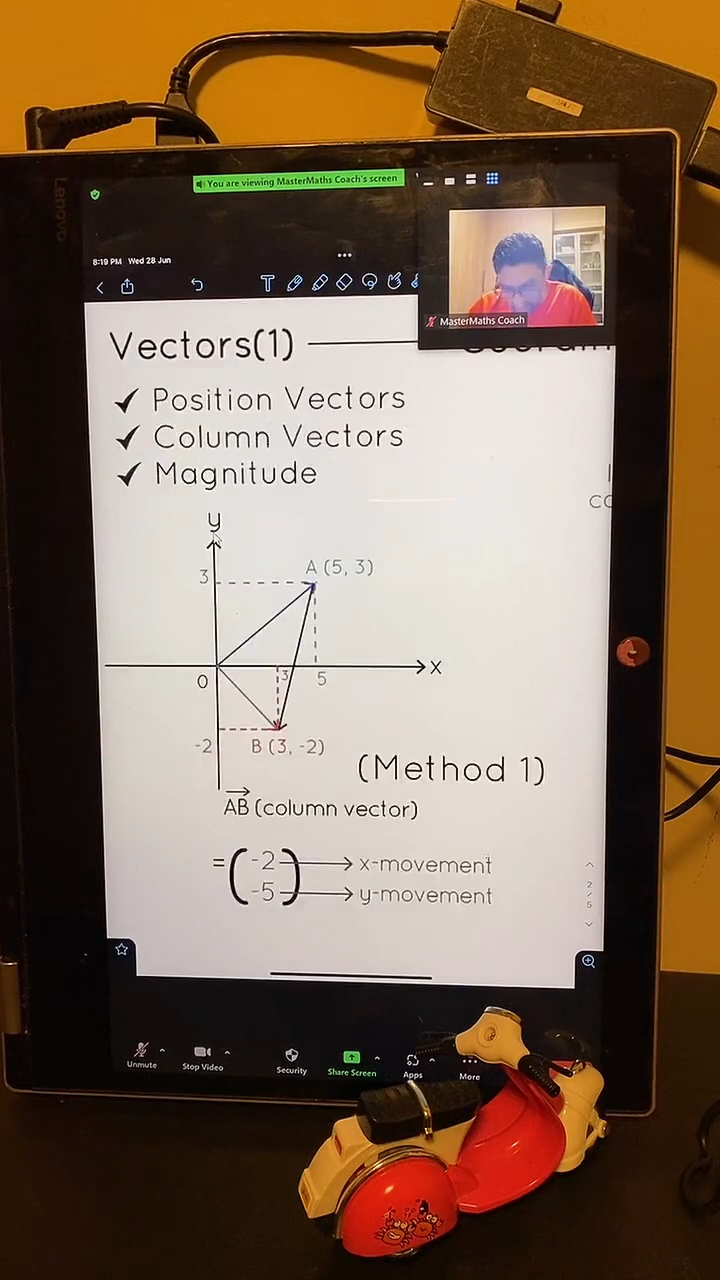 Lenovo
You are viewing MasterMaths Coach's screen
8:19 PM Wed 28 Jun
MasterMaths Coach
Vectors(1)
✓ Position Vectors
✓ Column Vectors
✓ Magnitude
y
3
A (5, 3)
x
0
3
5
-2
B (3, -2)
(Method 1)
AB (column vector)
= (-2 → x-movement
-5) → y-movement
2/5
Unmute
Stop Video
Security
Share Screen
Apps
More